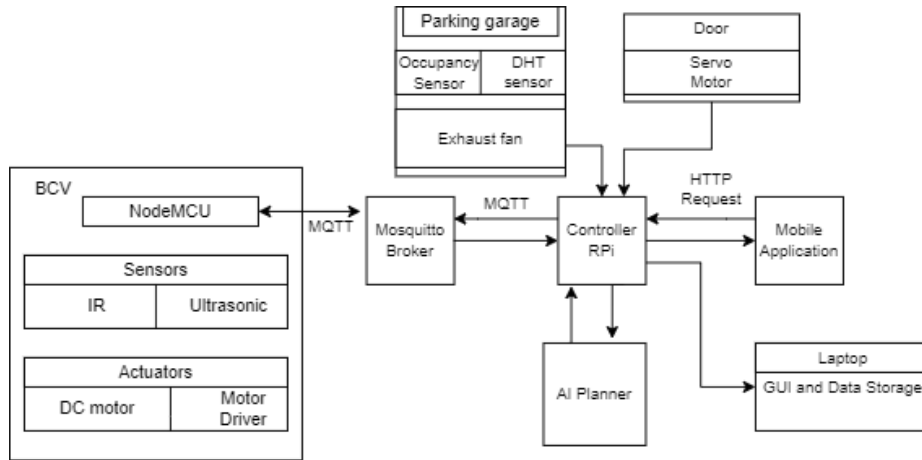 Parking garage
Occupancy
Sensor
DHT
sensor
Exhaust fan
Door
Servo
Motor
BCV
NodeMCU
MQTT
Sensors
IR
Ultrasonic
Actuators
DC motor
Motor
Driver
Mosquitto
Broker
MQTT
Controller
RPi
HTTP
Request
Mobile
Application
AI Planner
Laptop
GUI and Data Storage